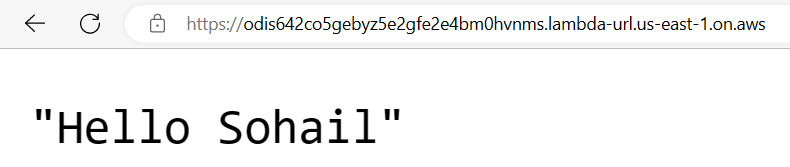 https://odis642co5gebyz5e2gfe2e4bm0hvnms.lambda-url.us-east-1.on.aws
"Hello Sohail"